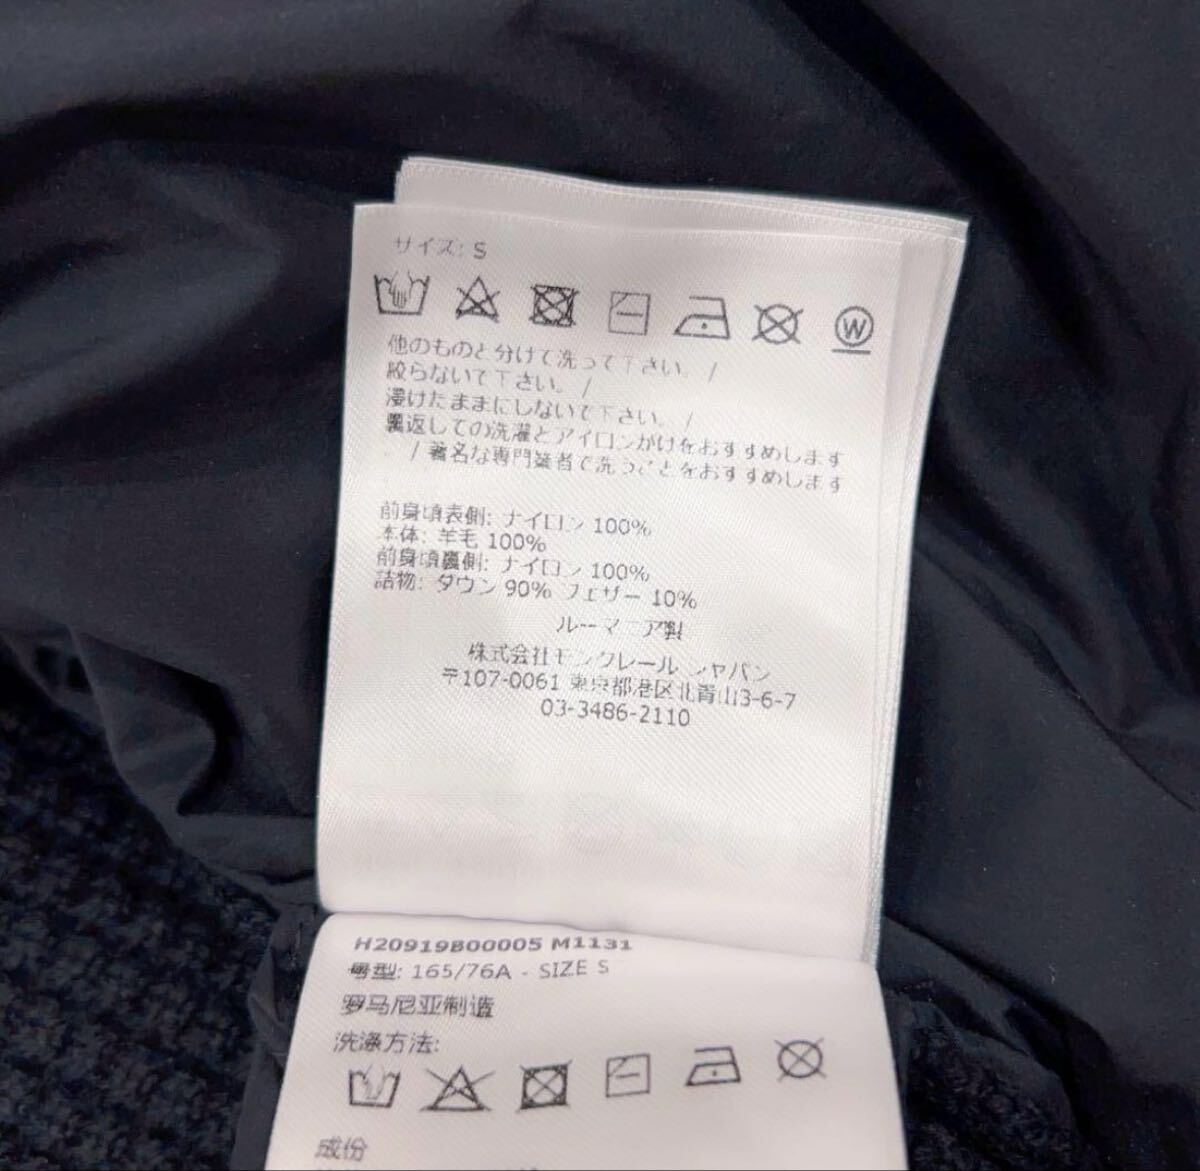 サイズ: S
W
他のものと分けて洗って下さい。 /
絞らないで下さい。 /
浸けたままにしないで下さい。 /
裏返しての洗濯とアイロンがけをおすすめします
/ 著名な専門業者で洗うことをおすすめします
前身頃表側: ナイロン 100%
本体: 羊毛 100%
前身頃裏側: ナイロン 100%
詰物: ダウン 90% フェザー 10%
ルーマニア製
株式会社モンクレール ジャパン
〒107-0061 東京都港区北青山3-6-7
03-3486-2110
H20919B00005 M1131
号型: 165/76A - SIZE S
罗马尼亚制造
洗涤方法:
成份